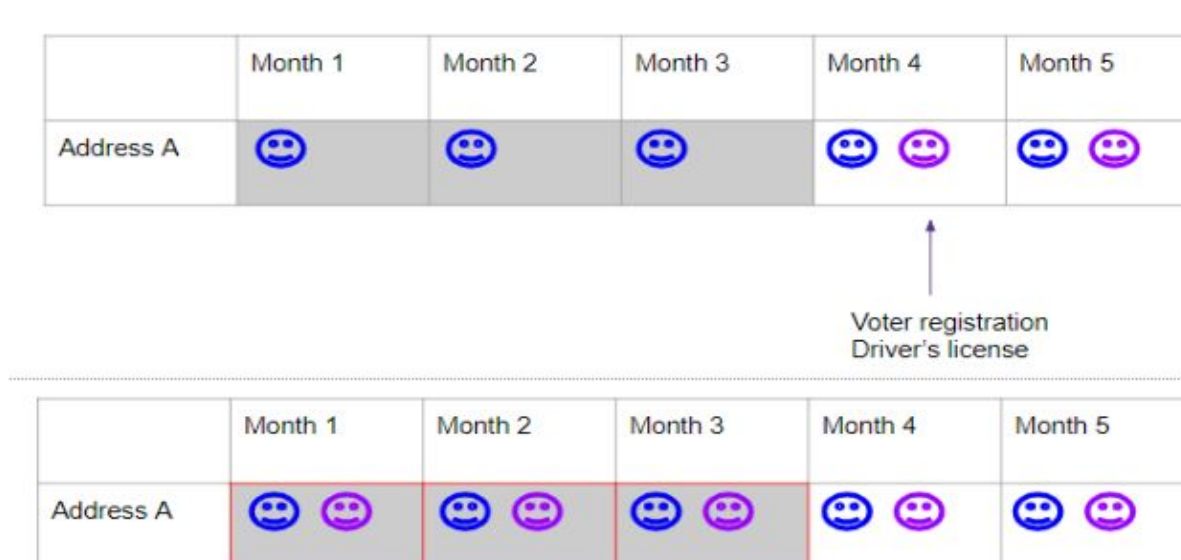 Month 1 Month 2 Month 3 Month 4 Month 5
Address A
Voter registration
Driver's license
Month 1 Month 2 Month 3 Month 4 Month 5
Address A